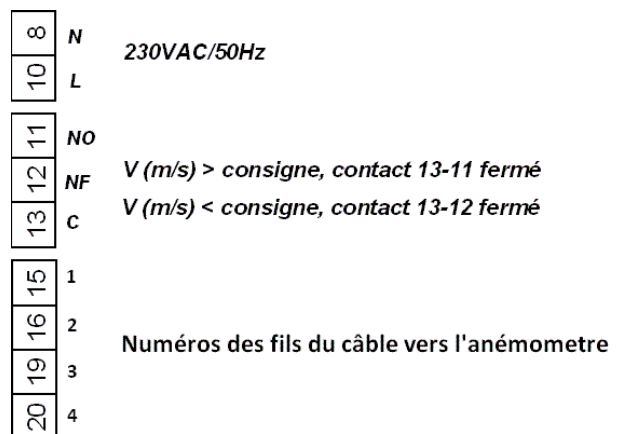 8 N
230VAC/50Hz
10 L
11 NO
12 NF
V (m/s) > consigne, contact 13-11 fermé
V (m/s) < consigne, contact 13-12 fermé
13 C
15 1
16 2
Numéros des fils du câble vers l'anémometre
19 3
20 4